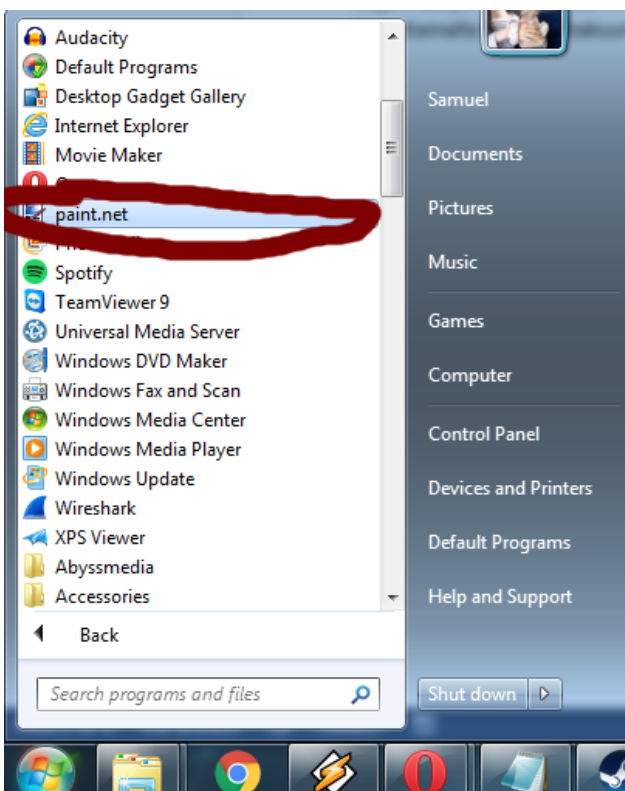 Audacity
Default Programs
Desktop Gadget Gallery
Internet Explorer
Movie Maker
paint.net
Spotify
TeamViewer 9
Universal Media Server
Windows DVD Maker
Windows Fax and Scan
Windows Media Center
Windows Media Player
Windows Update
Wireshark
XPS Viewer
Abyssmedia
Accessories
Back
Search programs and files
Samuel
Documents
Pictures
Music
Games
Computer
Control Panel
Devices and Printers
Default Programs
Help and Support
Shut down